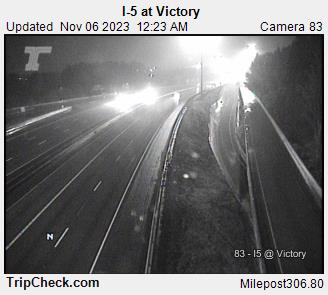 I-5 at Victory
Updated Nov 06 2023 12:23 AM Camera 83
T
N
83 - I5 @ Victory
TripCheck.com Milepost306.80